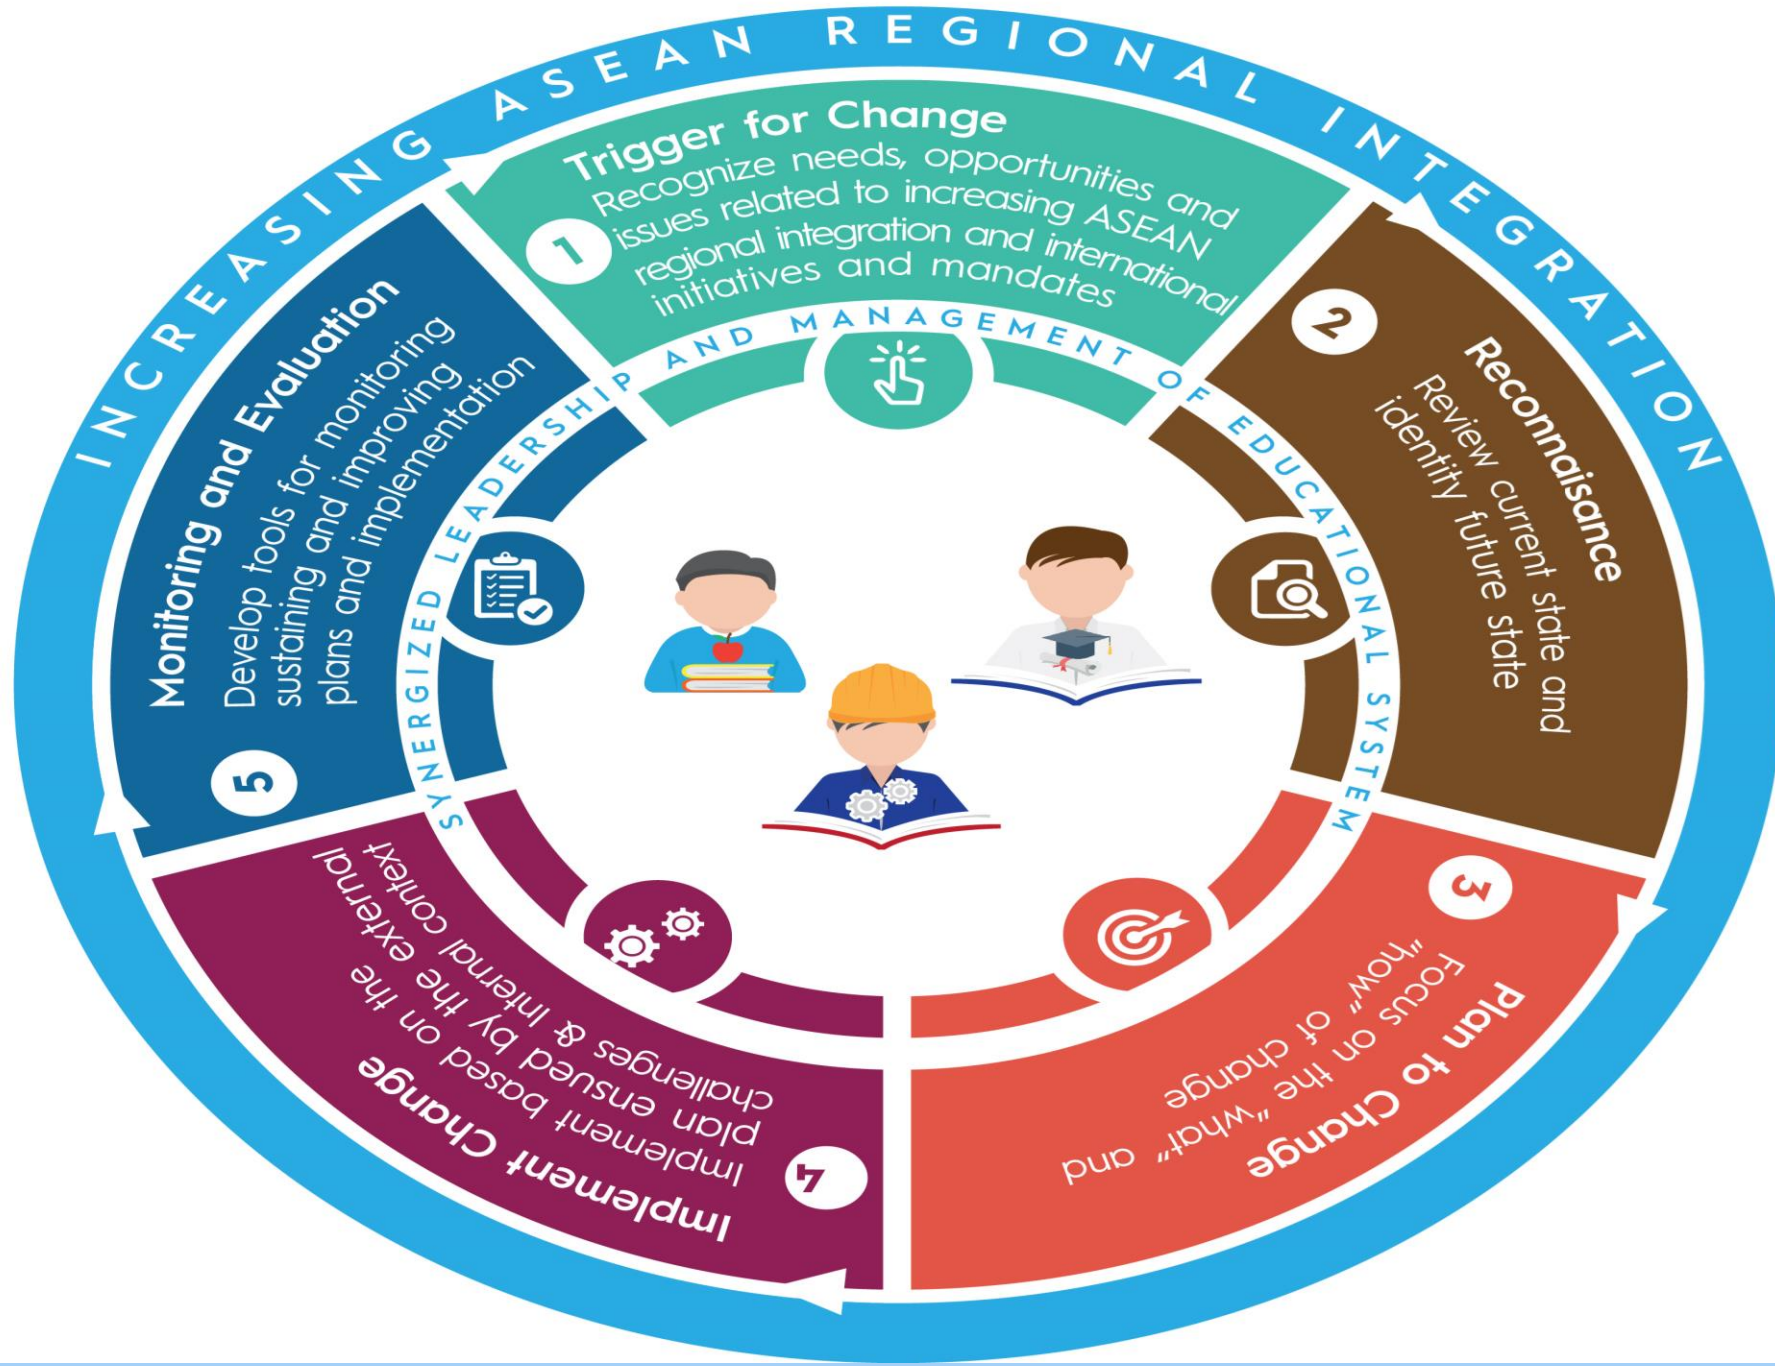 INCREASING ASEAN REGIONAL INTEGRATION
1
Trigger for Change
Recognize needs, opportunities and
issues related to increasing ASEAN
regional integration and international
initiatives and mandates
2
Reconnaisance
Review current state and
identity future state
3
Plan to Change
Focus on the "what" and
"how" of change
4
Implement Change
Implement based on the
plan ensued by the external
challenges & Internal context
5
Monitoring and Evaluation
Develop tools for monitoring
sustaining and improving
plans and implementation
SYNERGIZED LEADERSHIP AND MANAGEMENT OF EDUCATIONAL SYSTEM